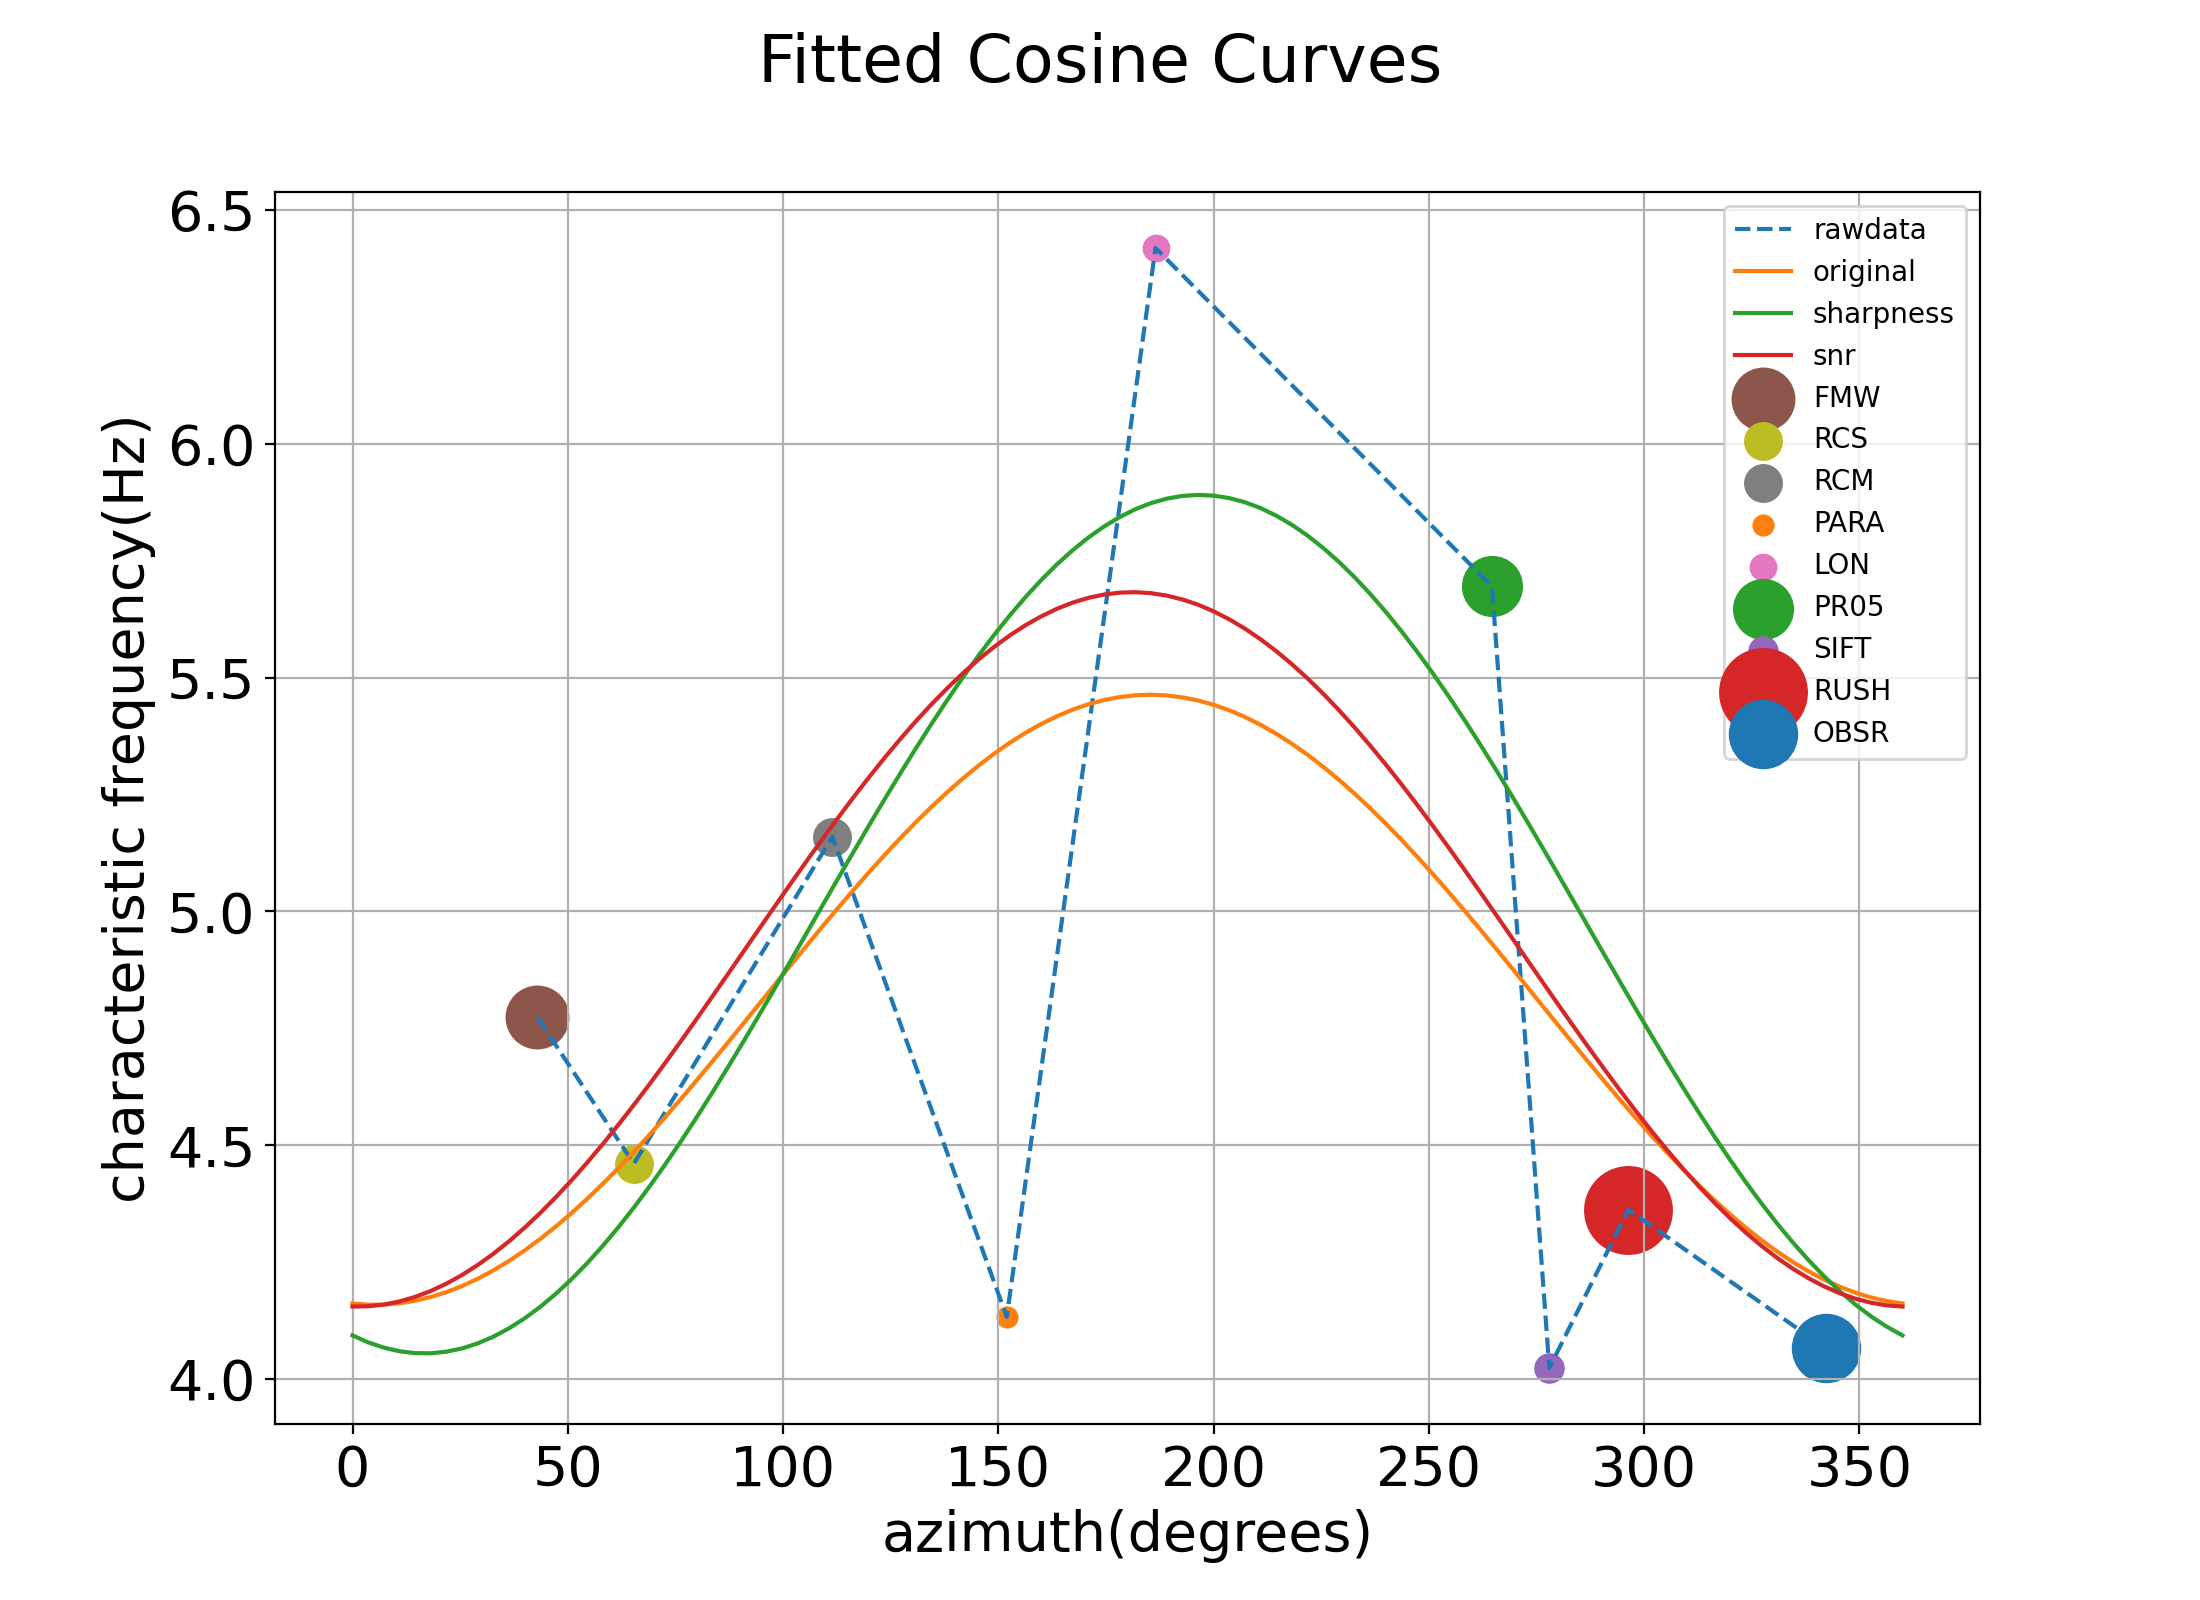 Fitted Cosine Curves
6.5
6.0
5.5
5.0
4.5
4.0
characteristic frequency(Hz)
rawdata
original
sharpness
snr
FMW
RCS
RCM
PARA
LON
PR05
SIFT
RUSH
OBSR
0 50 100 150 200 250 300 350
azimuth(degrees)